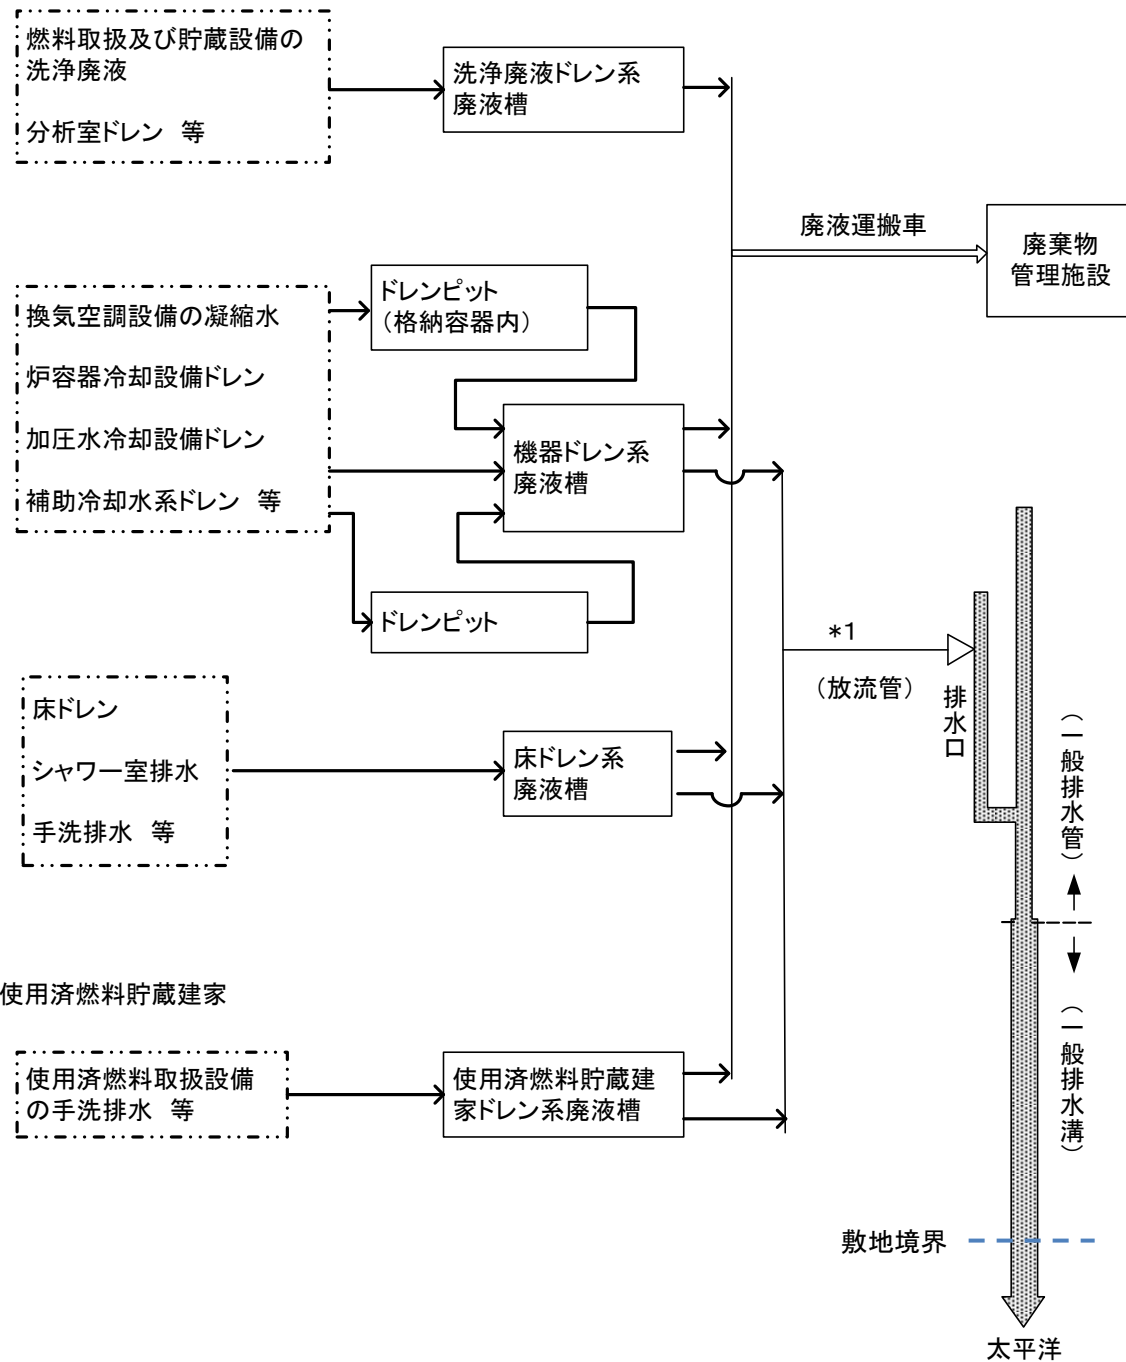 燃料取扱及び貯蔵設備の
洗浄廃液
分析室ドレン 等
洗浄廃液ドレン系
廃液槽
廃液運搬車
廃棄物
管理施設
換気空調設備の凝縮水
炉容器冷却設備ドレン
加圧水冷却設備ドレン
補助冷却水系ドレン 等
ドレンピット
(格納容器内)
機器ドレン系
廃液槽
ドレンピット
*1
(放流管)
排水口
(一般排水管)
床ドレン
シャワー室排水
手洗排水 等
床ドレン系
廃液槽
使用済燃料貯蔵建家
使用済燃料取扱設備
の手洗排水 等
使用済燃料貯蔵建
家ドレン系廃液槽
(一般排水溝)
敷地境界
太平洋